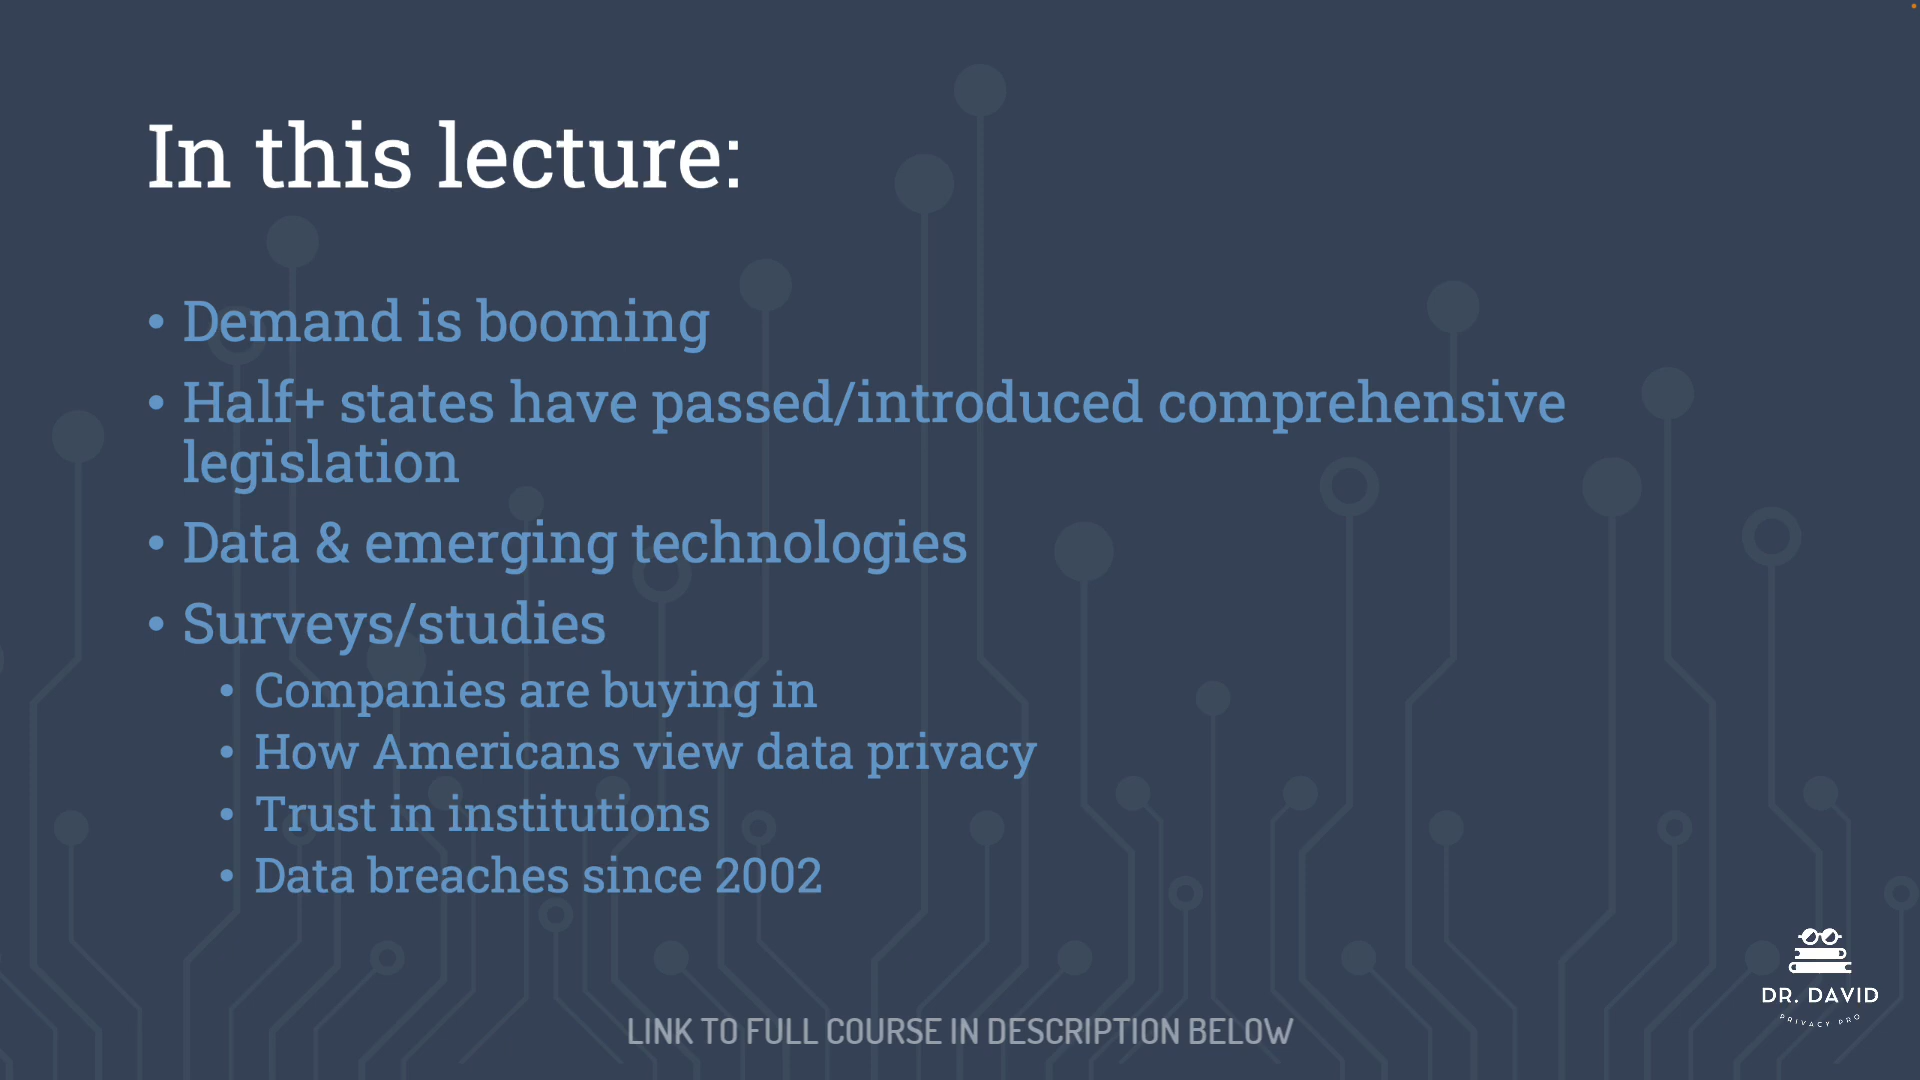 In this lecture:
• Demand is booming
• Half+ states have passed/introduced comprehensive
legislation
• Data & emerging technologies
• Surveys/studies
• Companies are buying in
• How Americans view data privacy
• Trust in institutions
• Data breaches since 2002
DR. DAVID
PRIVACY PRO
LINK TO FULL COURSE IN DESCRIPTION BELOW